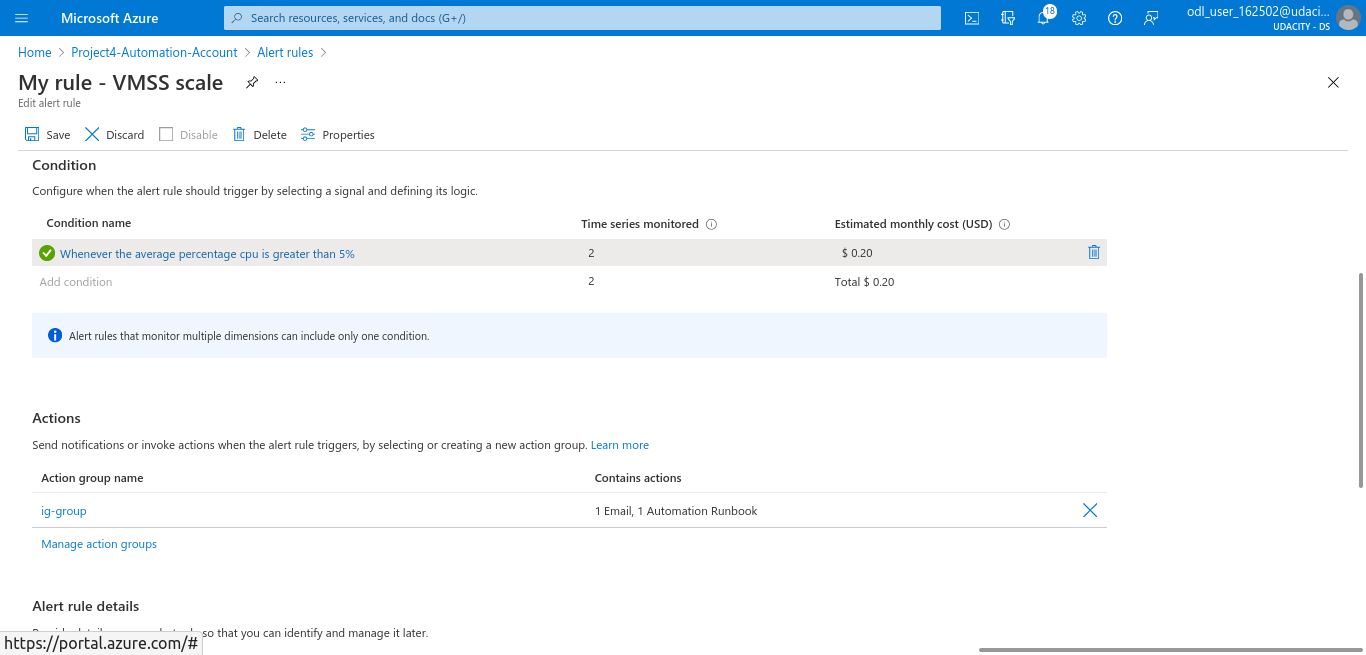 Microsoft Azure
Search resources, services, and docs (G+/)
18
odl_user_162502@udaci...
UDACITY - DS
Home > Project4-Automation-Account > Alert rules >
My rule - VMSS scale ...
Edit alert rule
Save Discard Disable Delete Properties
Condition
Configure when the alert rule should trigger by selecting a signal and defining its logic.
Condition name Time series monitored Estimated monthly cost (USD)
Whenever the average percentage cpu is greater than 5% 2 $ 0.20
Add condition 2 Total $ 0.20
Alert rules that monitor multiple dimensions can include only one condition.
Actions
Send notifications or invoke actions when the alert rule triggers, by selecting or creating a new action group. Learn more
Action group name Contains actions
ig-group 1 Email, 1 Automation Runbook
Manage action groups
Alert rule details
so that you can identify and manage it later.
https://portal.azure.com/#